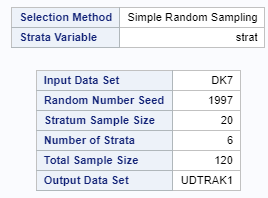 Selection Method Simple Random Sampling
Strata Variable strat
Input Data Set DK7
Random Number Seed 1997
Stratum Sample Size 20
Number of Strata 6
Total Sample Size 120
Output Data Set UDTRAK1